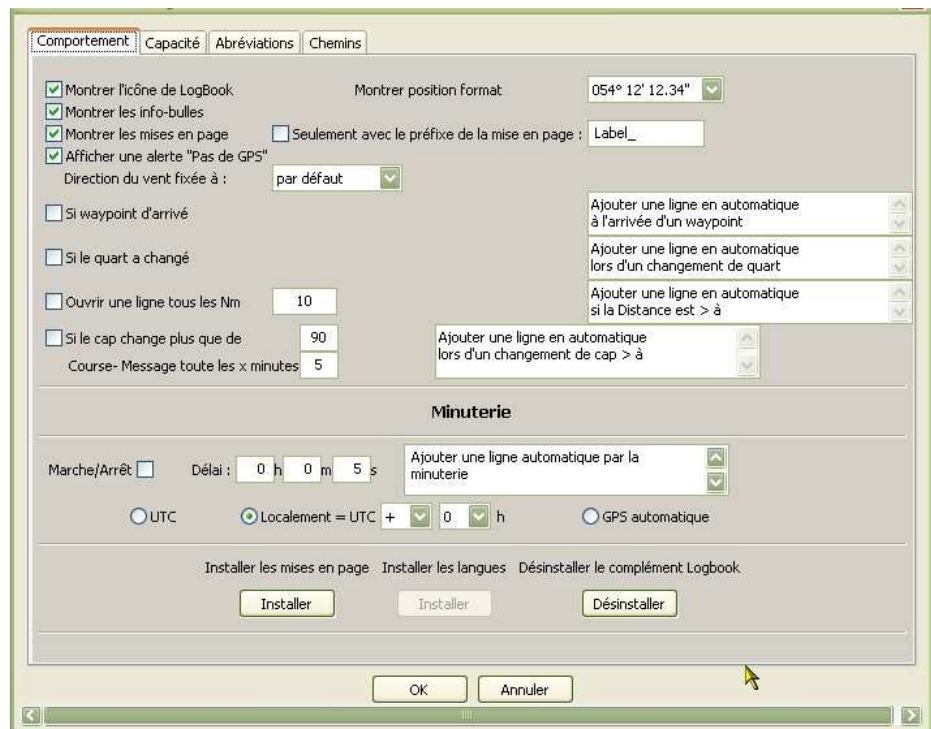 Comportement Capacité Abréviations Chemins
Montrer l'icône de LogBook Montrer position format 054° 12' 12.34"
Montrer les info-bulles
Montrer les mises en page Seulement avec le préfixe de la mise en page : Label_
Afficher une alerte "Pas de GPS"
Direction du vent fixée à : par défaut
Si waypoint d'arrivé Ajouter une ligne en automatique
à l'arrivée d'un waypoint
Si le quart a changé Ajouter une ligne en automatique
lors d'un changement de quart
Ouvrir une ligne tous les Nm 10 Ajouter une ligne en automatique
si la Distance est > à
Si le cap change plus que de 90 Ajouter une ligne en automatique
lors d'un changement de cap > à
Course- Message toute les x minutes 5
Minuterie
Marche/Arrêt Délai : 0 h 0 m 5 s Ajouter une ligne automatique par la
minuterie
UTC Localement = UTC + 0 h GPS automatique
Installer les mises en page Installer les langues Désinstaller le complément Logbook
Installer Installer Désinstaller
OK Annuler